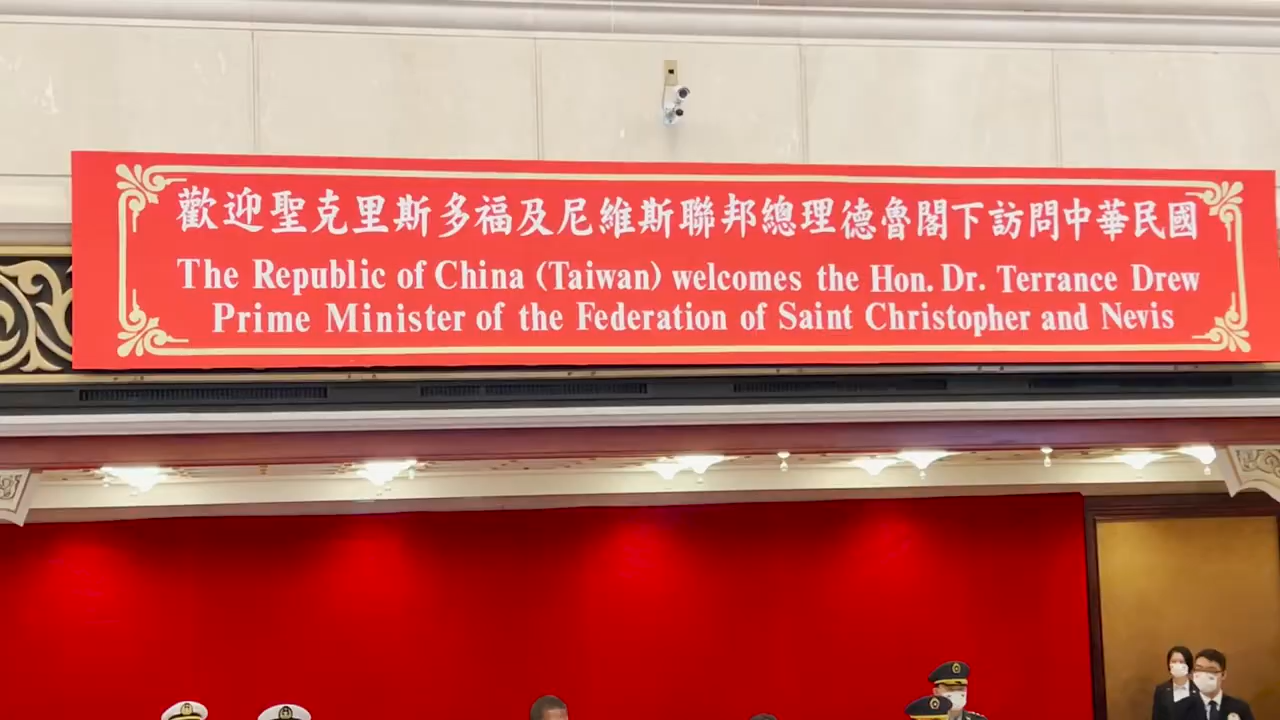 歡迎聖克里斯多福及尼維斯聯邦總理德魯閣下訪問中華民國
The Republic of China (Taiwan) welcomes the Hon. Dr. Terrance Drew
Prime Minister of the Federation of Saint Christopher and Nevis